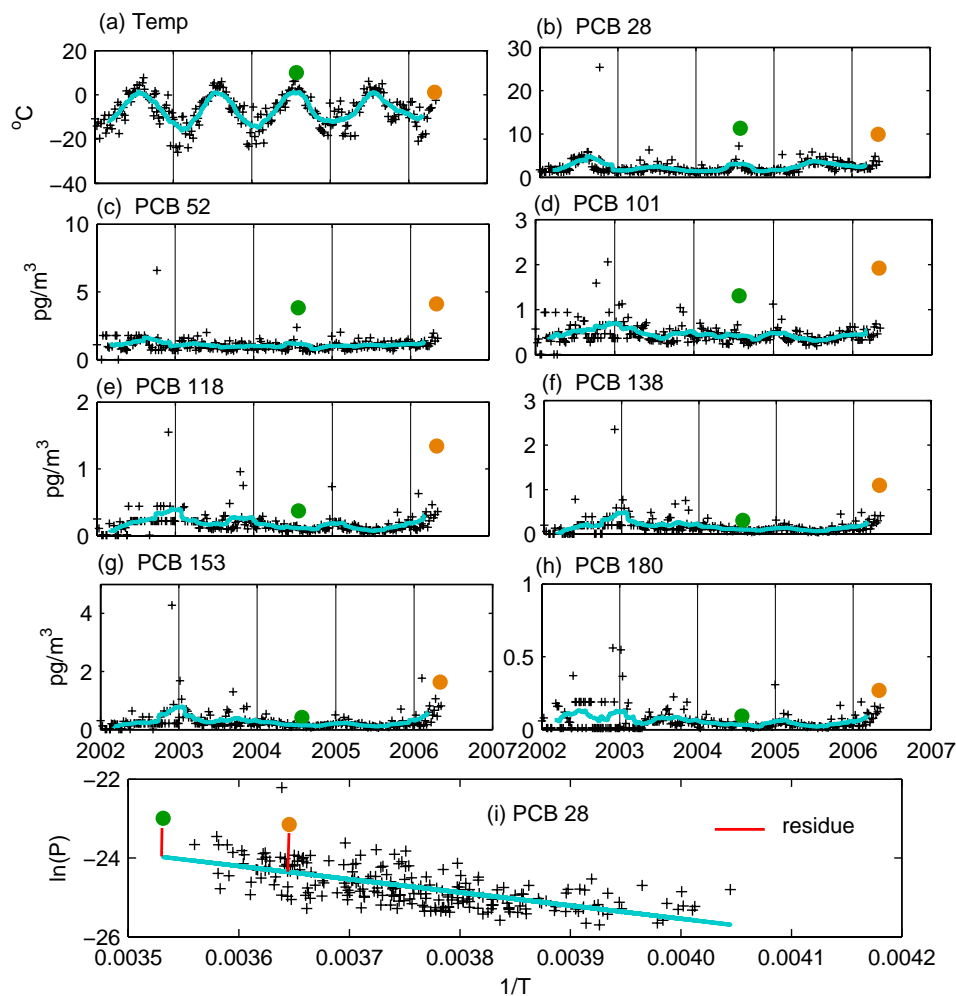 (a) Temp
20
0
−20
−40
°C
(b) PCB 28
30
20
10
0
(c) PCB 52
10
5
0
pg/m³
(d) PCB 101
3
2
1
0
(e) PCB 118
2
1
0
pg/m³
(f) PCB 138
3
2
1
0
(g) PCB 153
4
2
0
pg/m³
2002 2003 2004 2005 2006 2007
(h) PCB 180
1
0.5
0
2002 2003 2004 2005 2006 2007
(i) PCB 28
residue
−22
−24
−26
ln(P)
0.0035 0.0036 0.0037 0.0038 0.0039 0.004 0.0041 0.0042
1/T